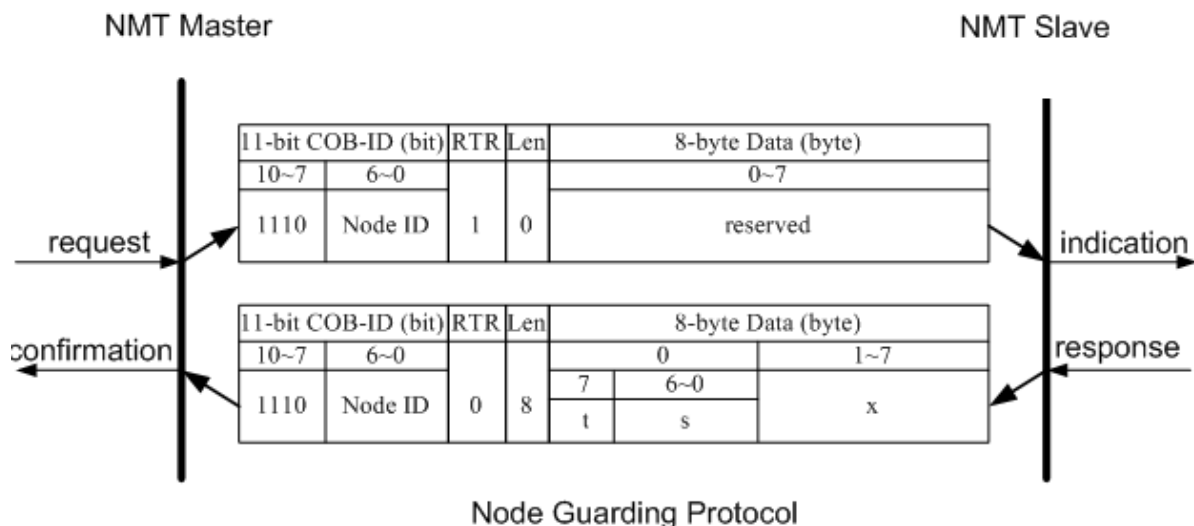 NMT Master
NMT Slave
11-bit COB-ID (bit) RTR Len 8-byte Data (byte)
10~7 6~0 0~7
1110 Node ID 1 0 reserved
request
indication
11-bit COB-ID (bit) RTR Len 8-byte Data (byte)
confirmation
response
10~7 6~0 0 1~7
7 6~0
1110 Node ID 0 8 x
t s
Node Guarding Protocol